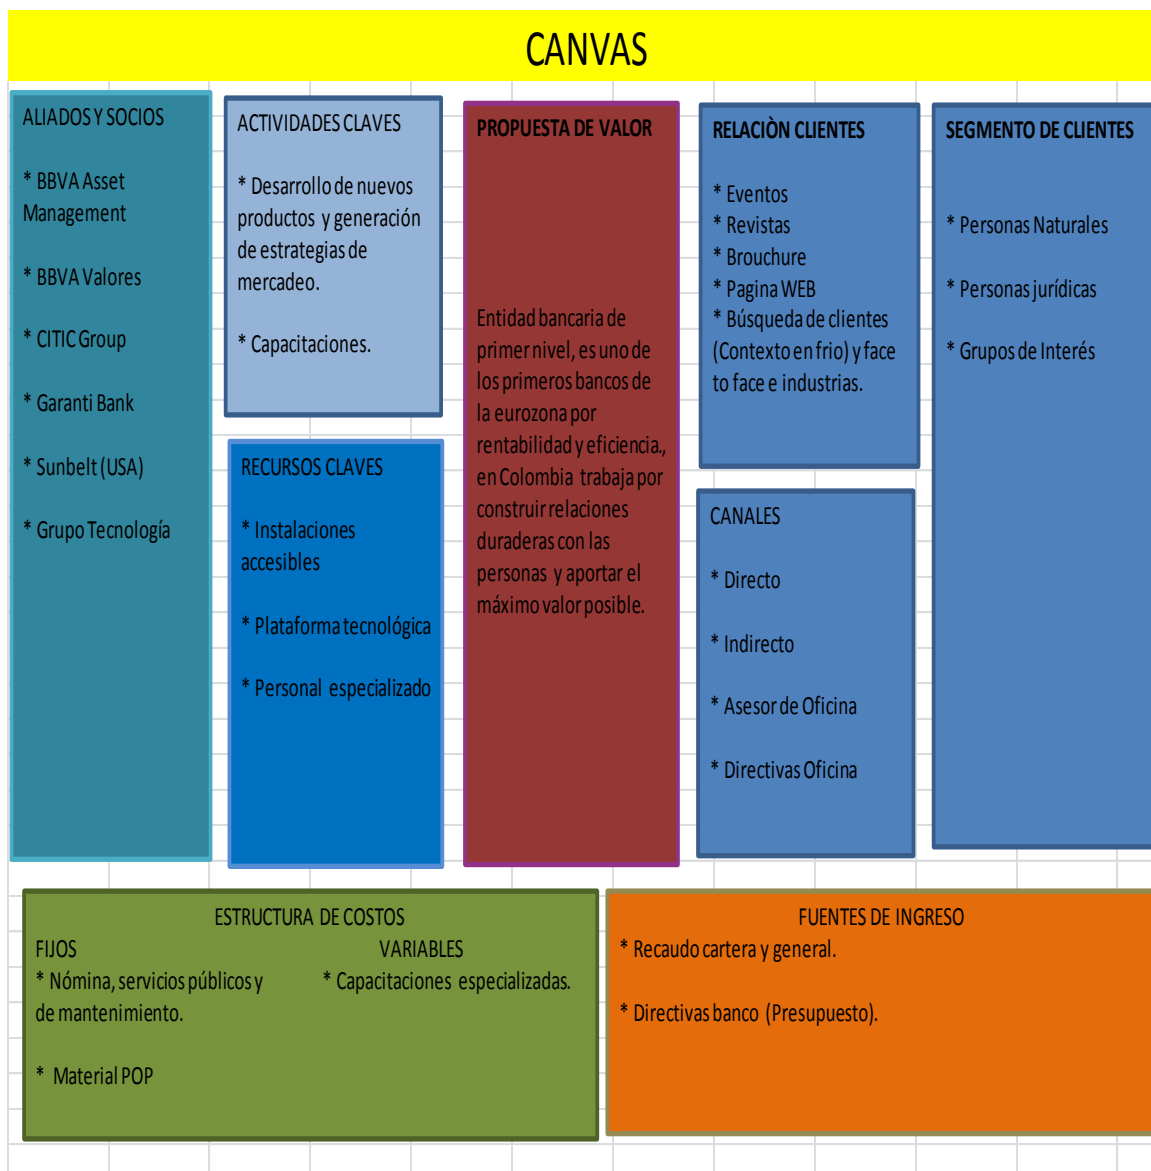 CANVAS
ALIADOS Y SOCIOS
* BBVA Asset
Management
* BBVA Valores
* CITIC Group
* Garanti Bank
* Sunbelt (USA)
* Grupo Tecnología
ACTIVIDADES CLAVES
* Desarrollo de nuevos
productos y generación
de estrategias de
mercadeo.
* Capacitaciones.
RECURSOS CLAVES
* Instalaciones
accesibles
* Plataforma tecnológica
* Personal especializado
PROPUESTA DE VALOR
Entidad bancaria de
primer nivel, es uno de
los primeros bancos de
la eurozona por
rentabilidad y eficiencia.,
en Colombia trabaja por
construir relaciones
duraderas con las
personas y aportar el
máximo valor posible.
RELACIÒN CLIENTES
* Eventos
* Revistas
* Brouchure
* Pagina WEB
* Búsqueda de clientes
(Contexto en frio) y face
to face e industrias.
CANALES
* Directo
* Indirecto
* Asesor de Oficina
* Directivas Oficina
SEGMENTO DE CLIENTES
* Personas Naturales
* Personas jurídicas
* Grupos de Interés
ESTRUCTURA DE COSTOS
FIJOS VARIABLES
* Nómina, servicios públicos y * Capacitaciones especializadas.
de mantenimiento.
* Material POP
FUENTES DE INGRESO
* Recaudo cartera y general.
* Directivas banco (Presupuesto).